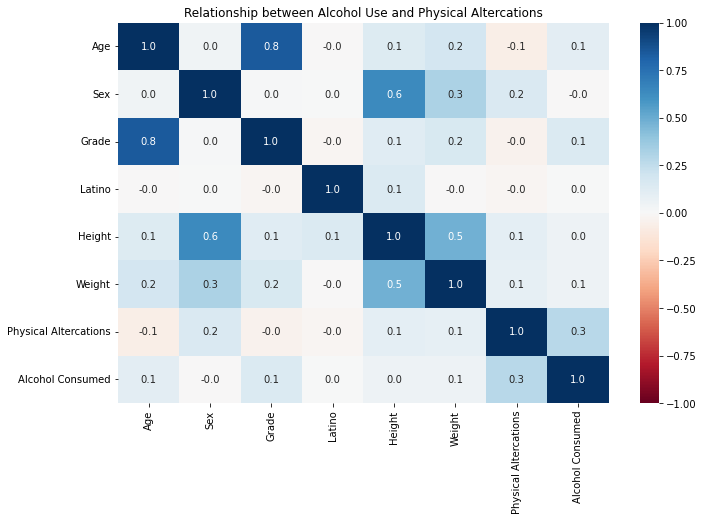 Relationship between Alcohol Use and Physical Altercations
Age 1.0 0.0 0.8 -0.0 0.1 0.2 -0.1 0.1
Sex 0.0 1.0 0.0 0.0 0.6 0.3 0.2 -0.0
Grade 0.8 0.0 1.0 -0.0 0.1 0.2 -0.0 0.1
Latino -0.0 0.0 -0.0 1.0 0.1 -0.0 -0.0 0.0
Height 0.1 0.6 0.1 0.1 1.0 0.5 0.1 0.0
Weight 0.2 0.3 0.2 -0.0 0.5 1.0 0.1 0.1
Physical Altercations -0.1 0.2 -0.0 -0.0 0.1 0.1 1.0 0.3
Alcohol Consumed 0.1 -0.0 0.1 0.0 0.0 0.1 0.3 1.0
Age
Sex
Grade
Latino
Height
Weight
Physical Altercations
Alcohol Consumed
1.00
0.75
0.50
0.25
0.00
−0.25
−0.50
−0.75
−1.00